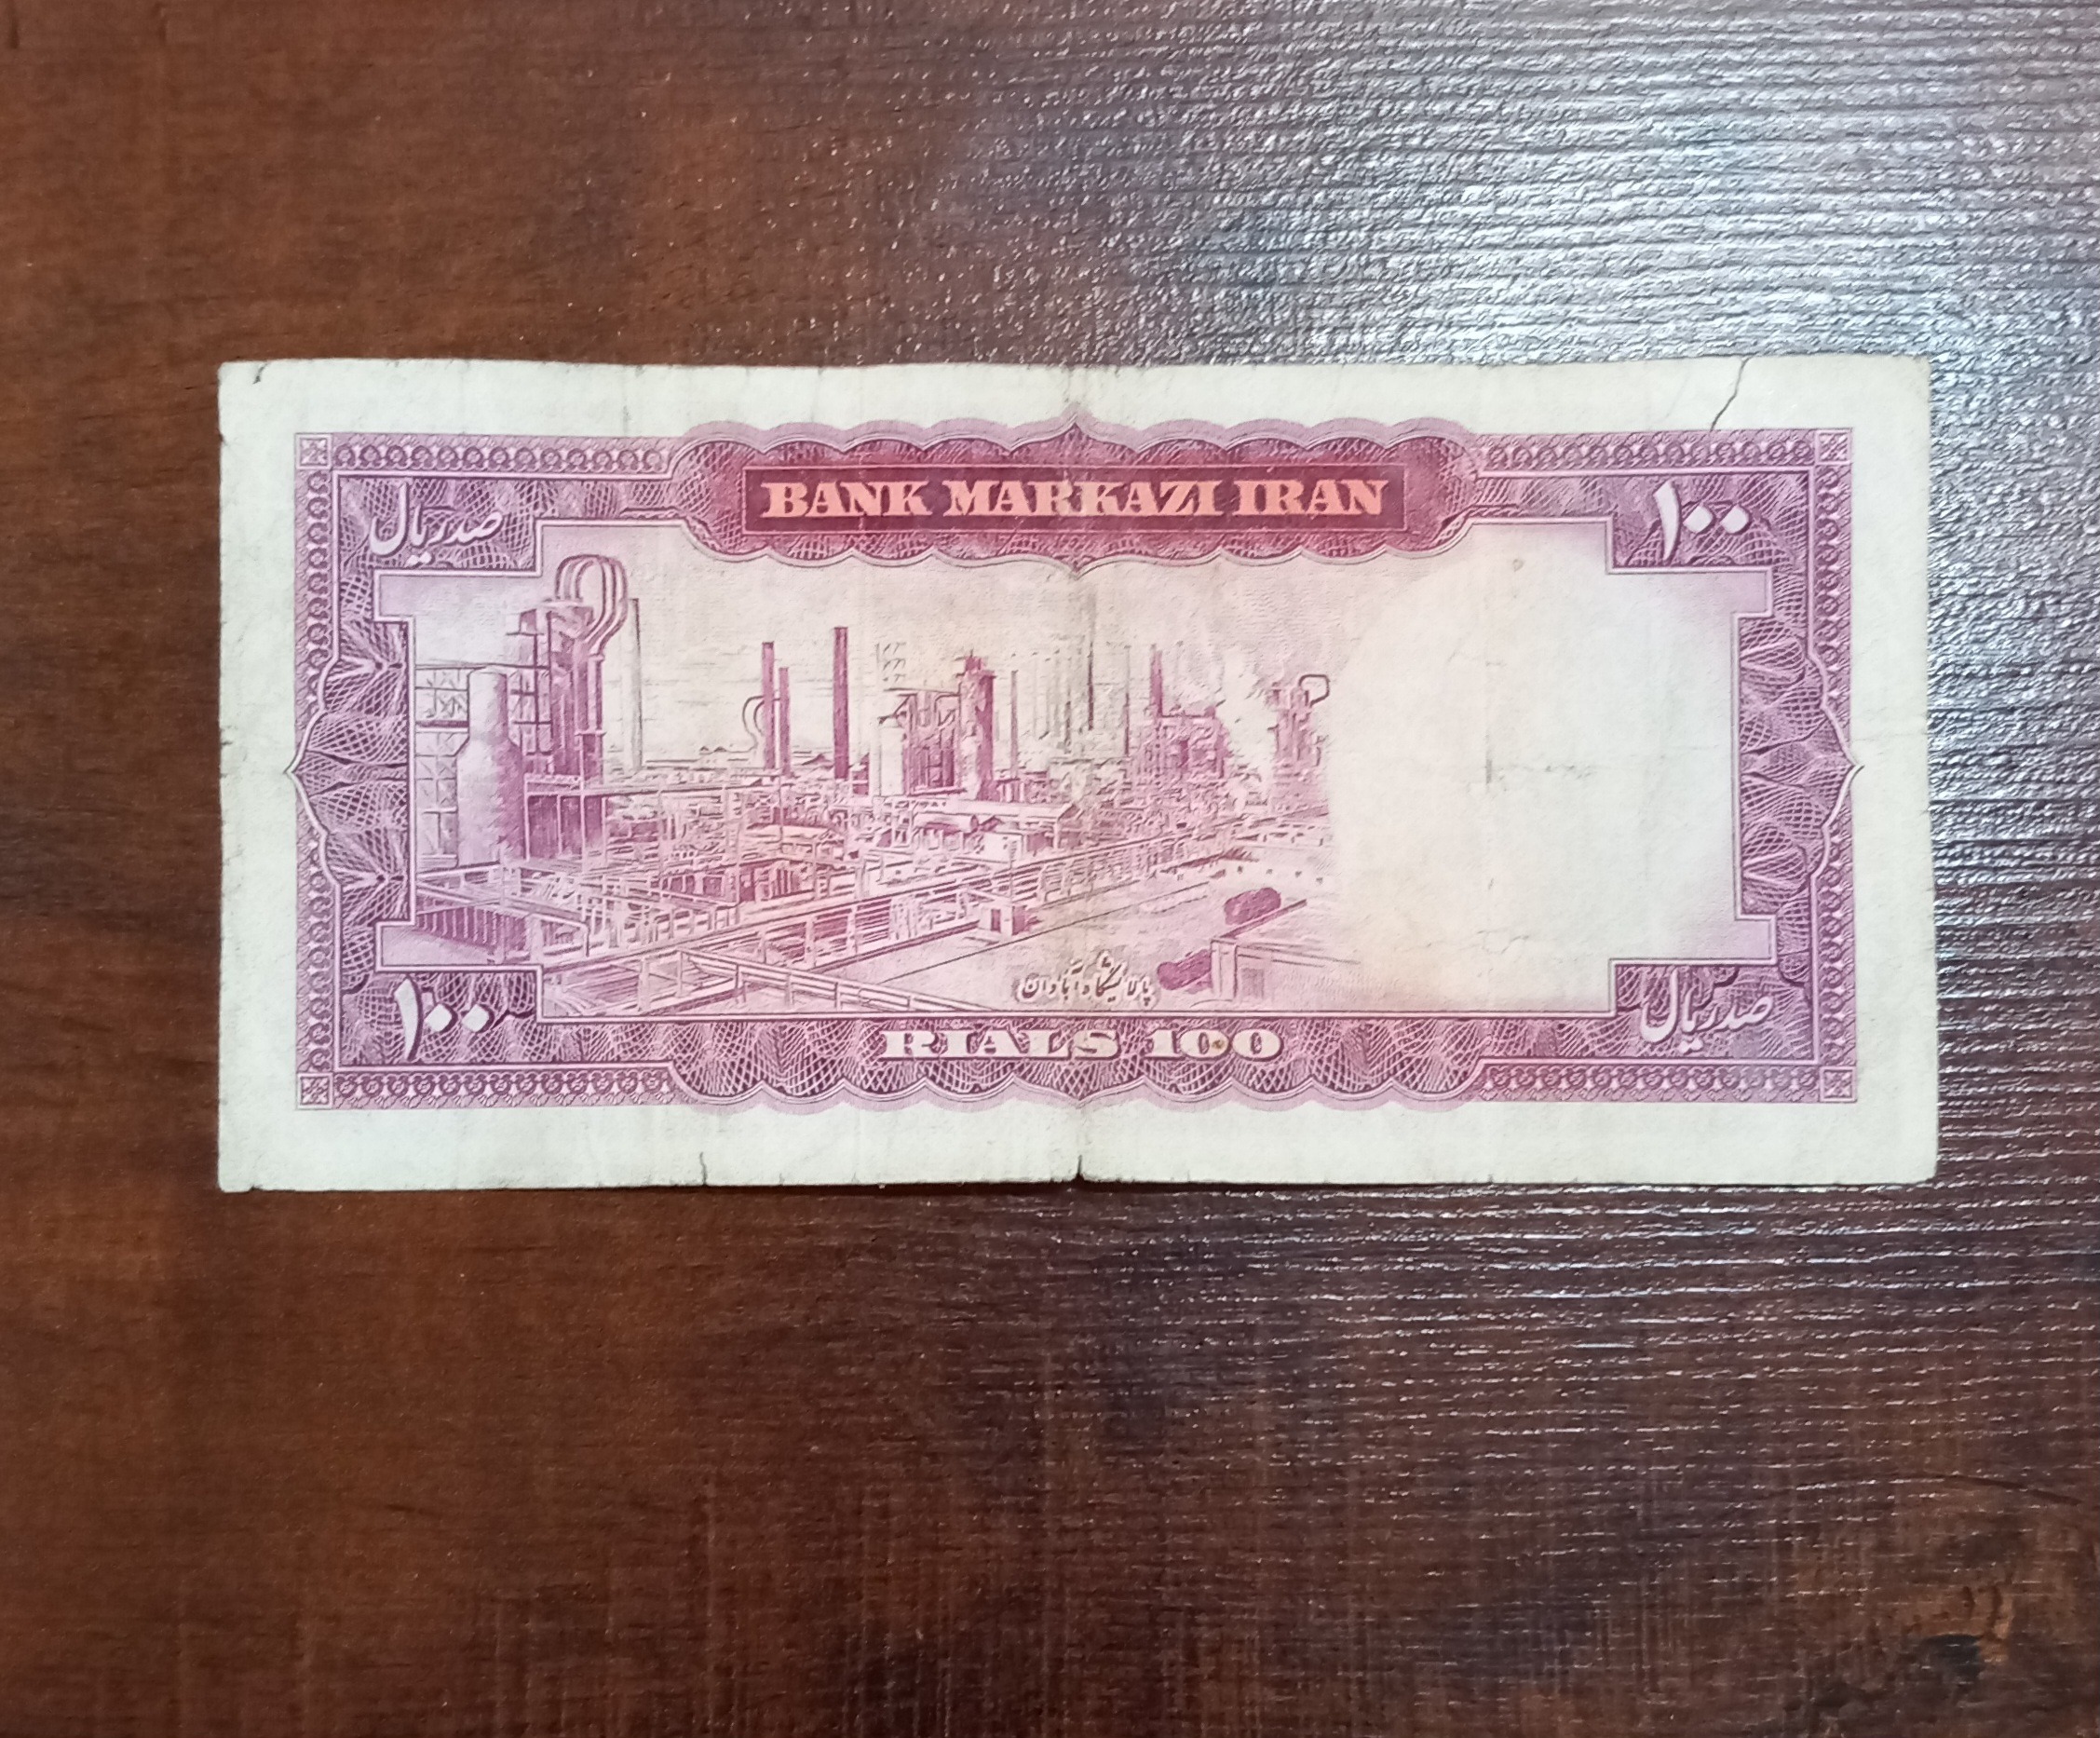 BANK MARKAZI IRAN
صد ریال
۱۰۰
پالایشگاه آبادان
۱۰۰
RIALS 100
صد ریال